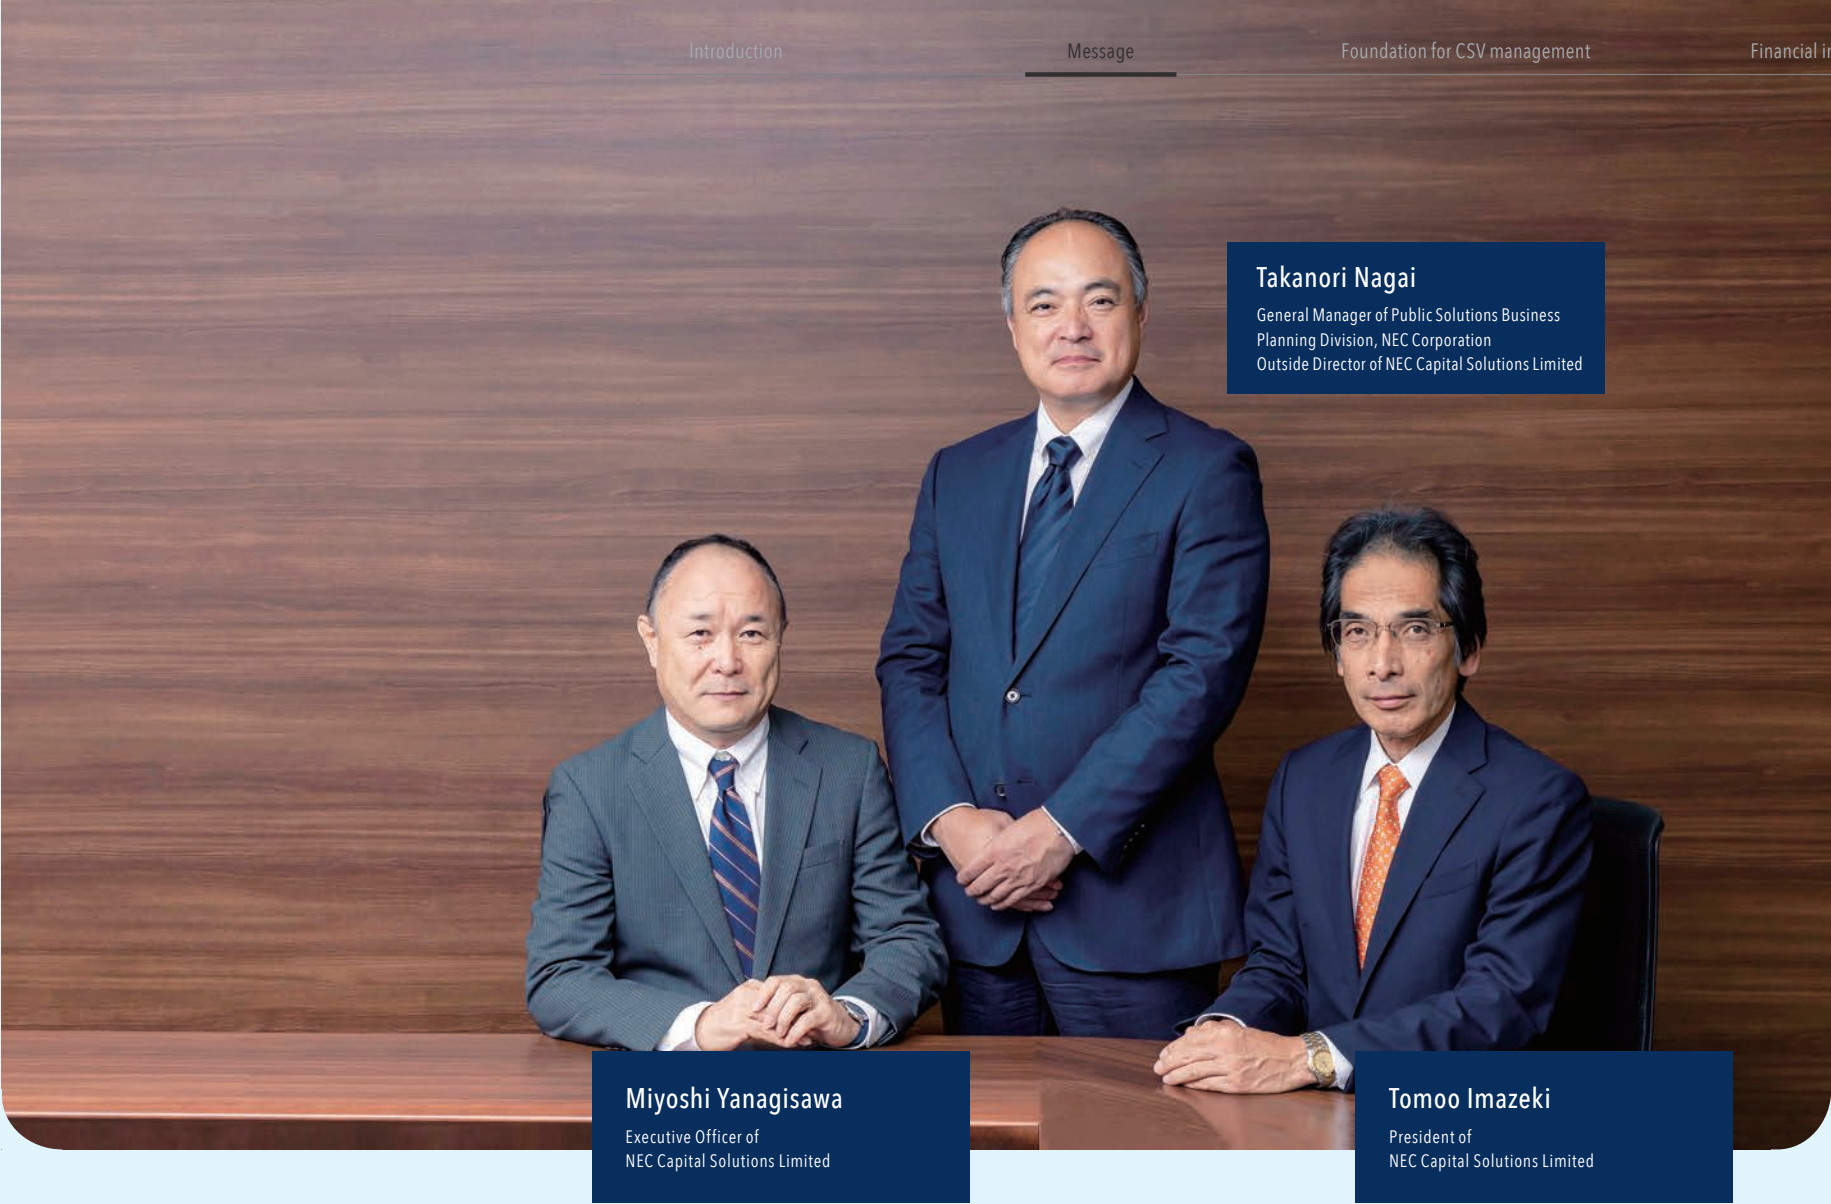 Introduction
Message
Foundation for CSV management
Financial
Takanori Nagai
General Manager of Public Solutions Business
Planning Division, NEC Corporation
Outside Director of NEC Capital Solutions Limited
Miyoshi Yanagisawa
Executive Officer of
NEC Capital Solutions Limited
Tomoo Imazeki
President of
NEC Capital Solutions Limited